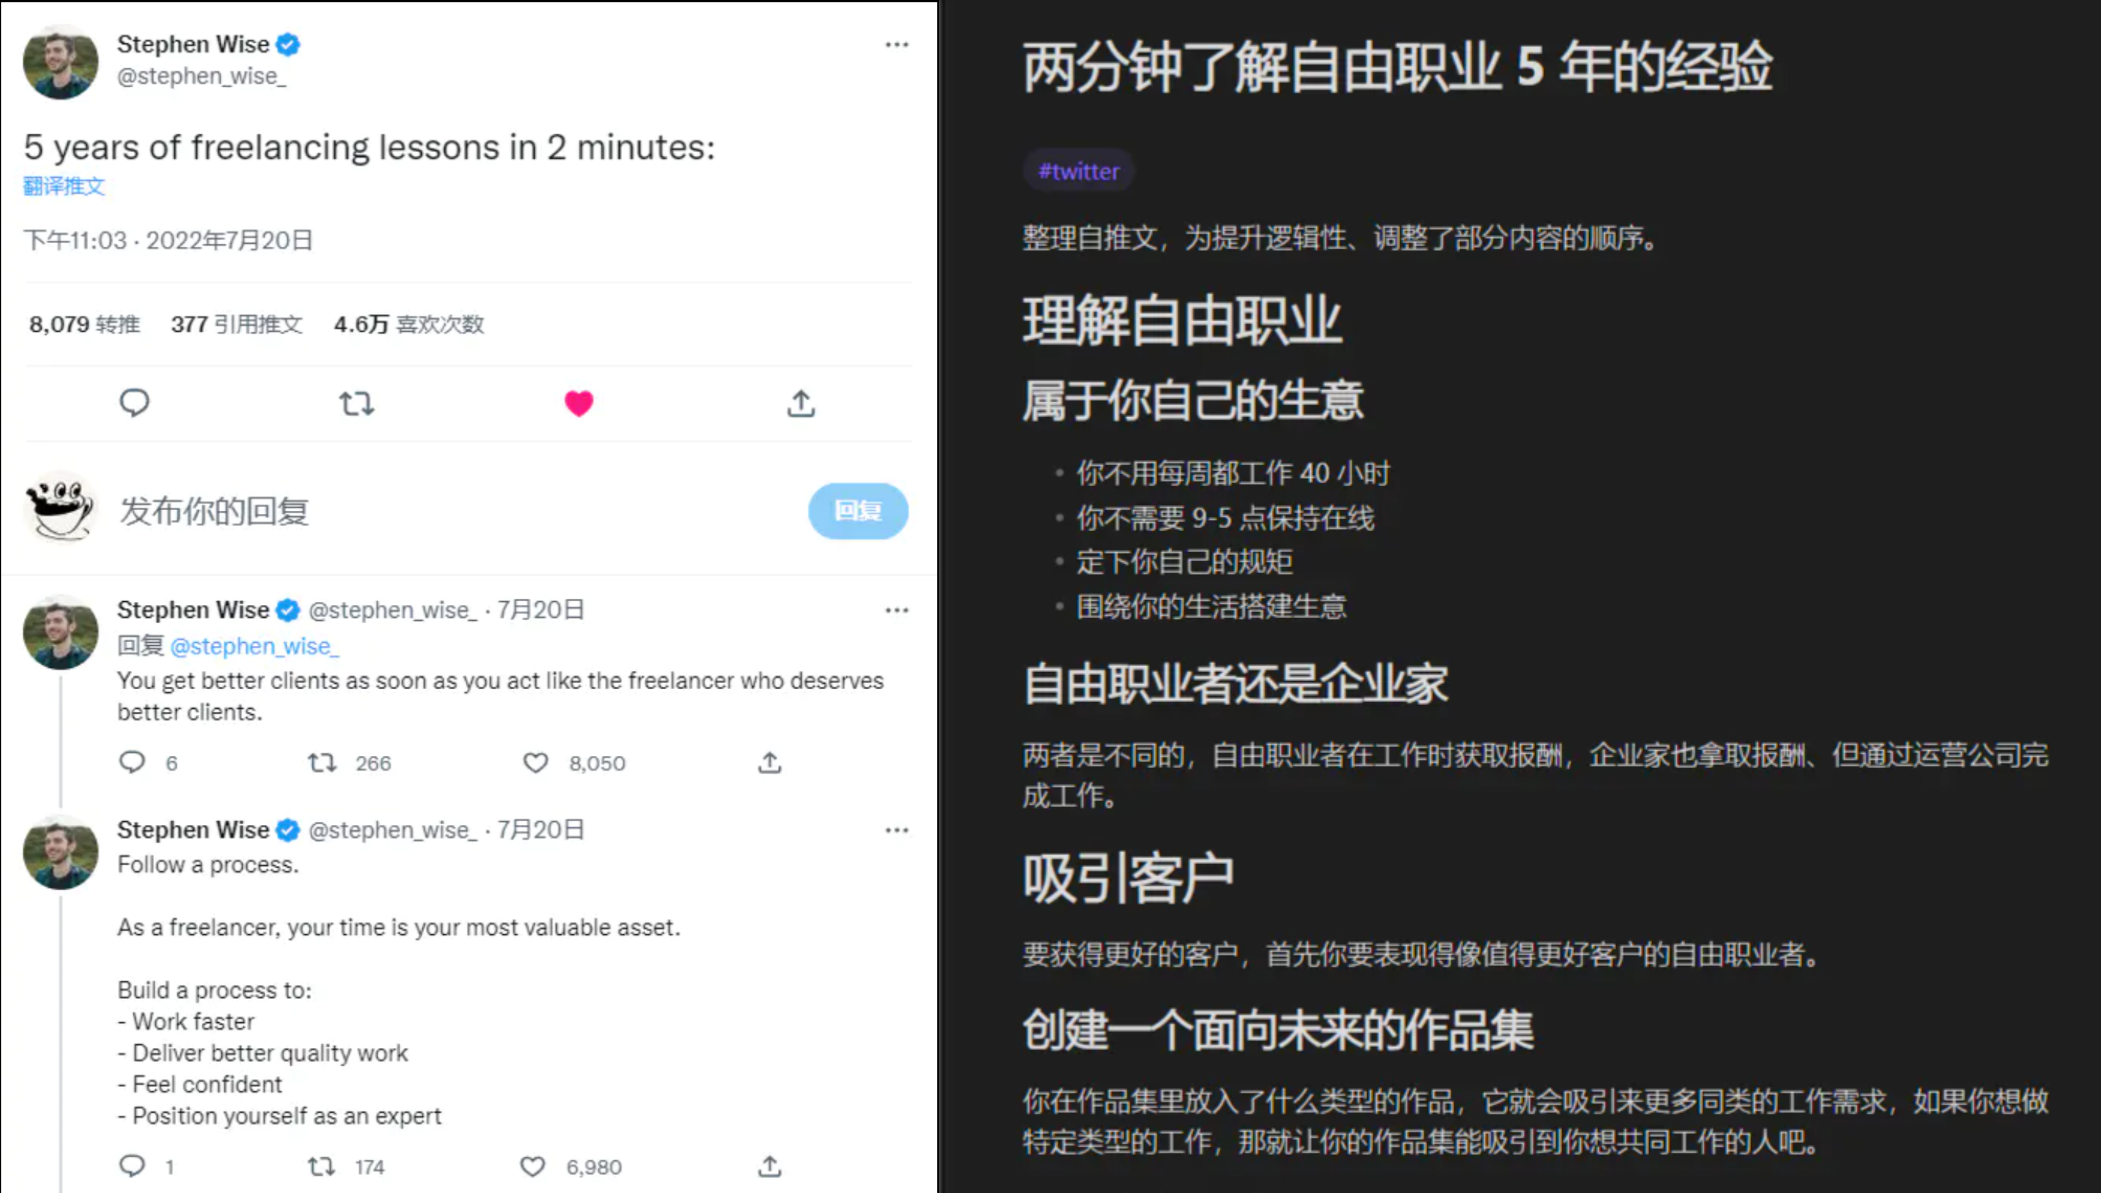 Stephen Wise
@stephen_wise_
5 years of freelancing lessons in 2 minutes:
翻译推文
下午11:03 · 2022年7月20日
8,079 转推 377 引用推文 4.6万 喜欢次数
发布你的回复
回复
Stephen Wise @stephen_wise_ · 7月20日
回复 @stephen_wise_
You get better clients as soon as you act like the freelancer who deserves
better clients.
6 266 8,050
Stephen Wise @stephen_wise_ · 7月20日
Follow a process.
As a freelancer, your time is your most valuable asset.
Build a process to:
- Work faster
- Deliver better quality work
- Feel confident
- Position yourself as an expert
1 174 6,980
两分钟了解自由职业 5 年的经验
#twitter
整理自推文，为提升逻辑性、调整了部分内容的顺序。
理解自由职业
属于你自己的生意
• 你不用每周都工作 40 小时
• 你不需要 9-5 点保持在线
• 定下你自己的规矩
• 围绕你的生活搭建生意
自由职业者还是企业家
两者是不同的，自由职业者在工作时获取报酬，企业家也拿取报酬、但通过运营公司完
成工作。
吸引客户
要获得更好的客户，首先你要表现得像值得更好客户的自由职业者。
创建一个面向未来的作品集
你在作品集里放入了什么类型的作品，它就会吸引来更多同类的工作需求，如果你想做
特定类型的工作，那就让你的作品集能吸引到你想共同工作的人吧。